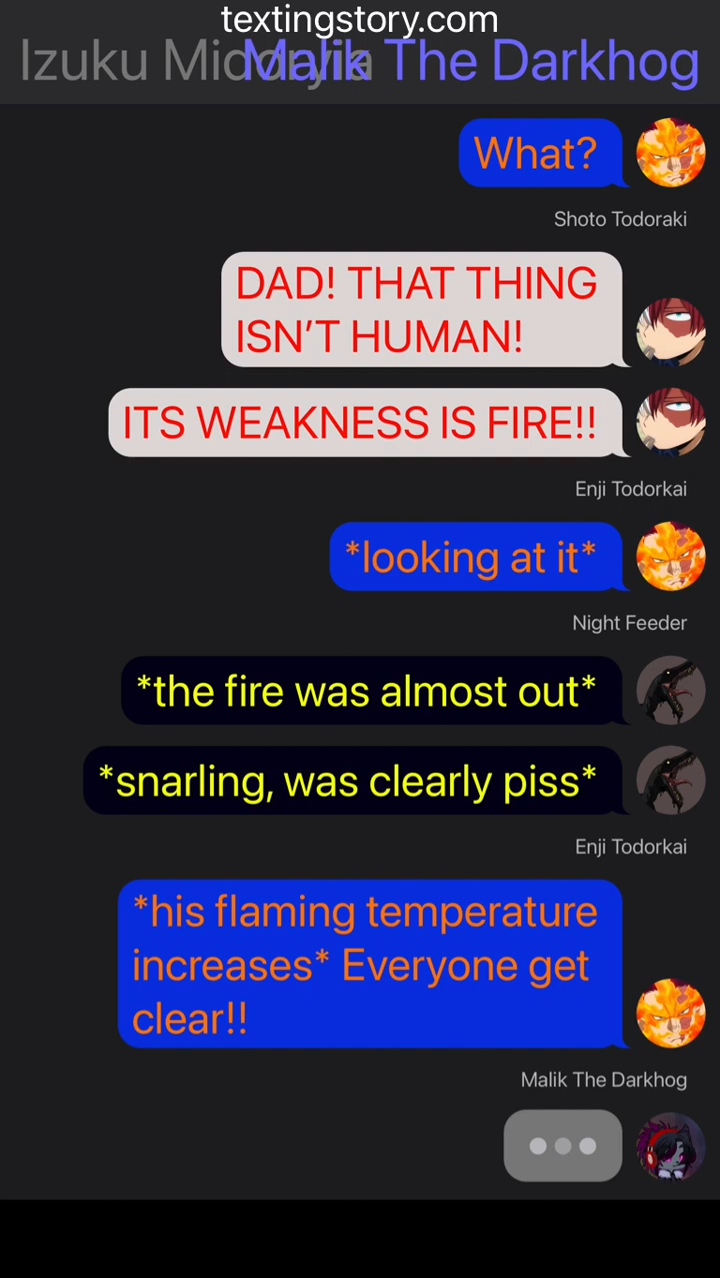 textingstory.com
Izuku Midoryia
Malik The Darkhog
What?
Shoto Todoraki
DAD! THAT THING
ISN’T HUMAN!
ITS WEAKNESS IS FIRE!!
Enji Todorkai
*looking at it*
Night Feeder
*the fire was almost out*
*snarling, was clearly piss*
Enji Todorkai
*his flaming temperature
increases* Everyone get
clear!!
Malik The Darkhog